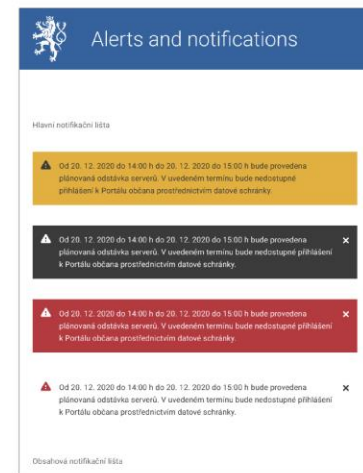 Alerts and notifications
Hlavní notifikační lišta
Od 20. 12. 2020 do 14:00 h do 20. 12. 2020 do 15:00 h bude provedena
plánovaná odstávka serverů. V uvedeném termínu bude nedostupné
přihlášení k Portálu občana prostřednictvím datové schránky.
Od 20. 12. 2020 do 14:00 h do 20. 12. 2020 do 15:00 h bude provedena
plánovaná odstávka serverů. V uvedeném termínu bude nedostupné přihlášení
k Portálu občana prostřednictvím datové schránky.
Od 20. 12. 2020 do 14:00 h do 20. 12. 2020 do 15:00 h bude provedena
plánovaná odstávka serverů. V uvedeném termínu bude nedostupné přihlášení
k Portálu občana prostřednictvím datové schránky.
Od 20. 12. 2020 do 14:00 h do 20. 12. 2020 do 15:00 h bude provedena
plánovaná odstávka serverů. V uvedeném termínu bude nedostupné přihlášení
k Portálu občana prostřednictvím datové schránky.
Obsahová notifikační lišta